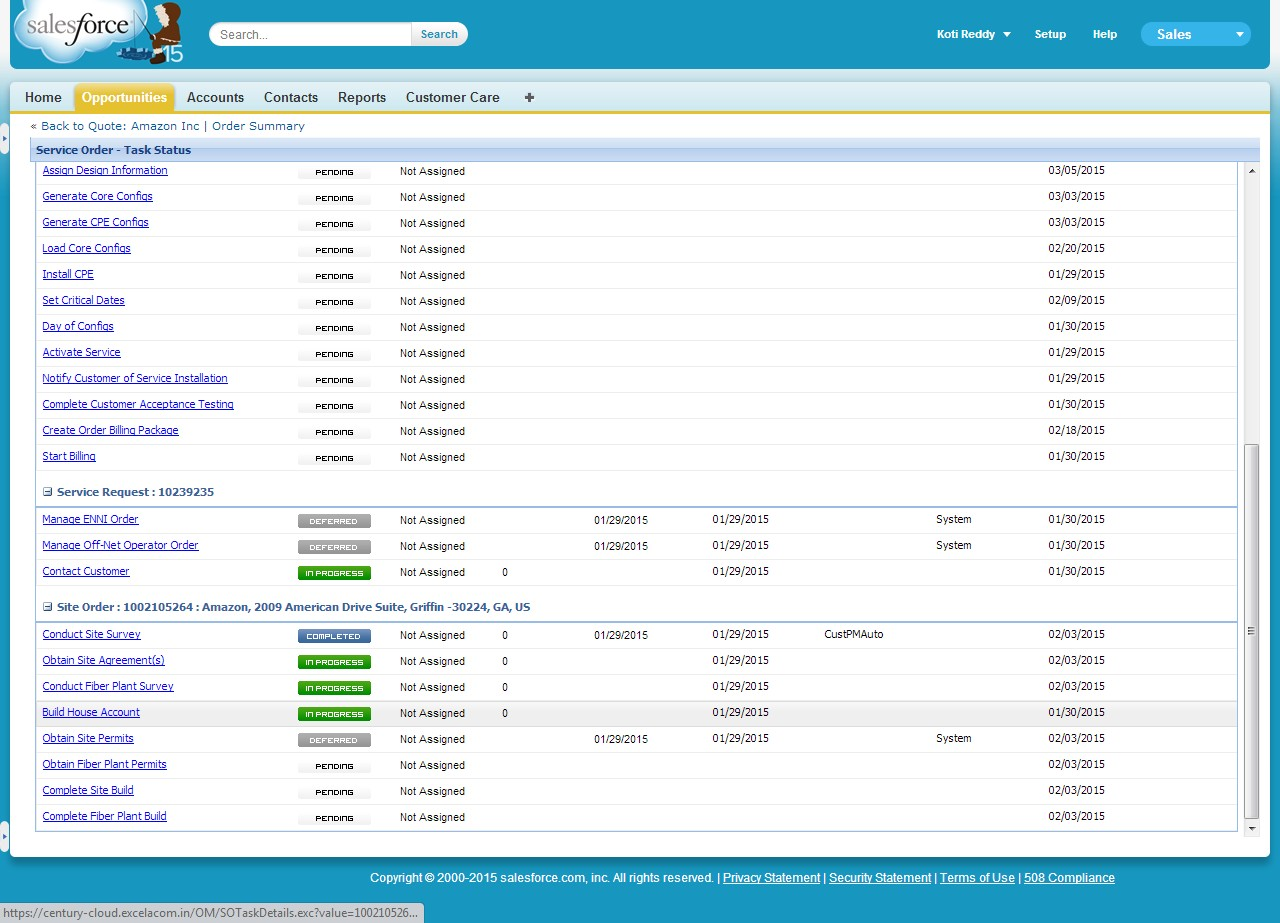 salesforce
15
Search...
Search
Koti Reddy
Setup
Help
Sales
Home
Opportunities
Accounts
Contacts
Reports
Customer Care
+
« Back to Quote: Amazon Inc | Order Summary
Service Order - Task Status
Assign Design Information PENDING Not Assigned 03/05/2015
Generate Core Configs PENDING Not Assigned 03/03/2015
Generate CPE Configs PENDING Not Assigned 03/03/2015
Load Core Configs PENDING Not Assigned 02/20/2015
Install CPE PENDING Not Assigned 01/29/2015
Set Critical Dates PENDING Not Assigned 02/09/2015
Day of Configs PENDING Not Assigned 01/30/2015
Activate Service PENDING Not Assigned 01/29/2015
Notify Customer of Service Installation PENDING Not Assigned 01/29/2015
Complete Customer Acceptance Testing PENDING Not Assigned 01/30/2015
Create Order Billing Package PENDING Not Assigned 02/18/2015
Start Billing PENDING Not Assigned 01/30/2015
Service Request : 10239235
Manage ENNI Order DEFERRED Not Assigned 01/29/2015 01/29/2015 System 01/30/2015
Manage Off-Net Operator Order DEFERRED Not Assigned 01/29/2015 01/29/2015 System 01/30/2015
Contact Customer IN PROGRESS Not Assigned 0 01/29/2015 01/30/2015
Site Order : 1002105264 : Amazon, 2009 American Drive Suite, Griffin -30224, GA, US
Conduct Site Survey COMPLETED Not Assigned 0 01/29/2015 01/29/2015 CustPMAuto 02/03/2015
Obtain Site Agreement(s) IN PROGRESS Not Assigned 0 01/29/2015 02/03/2015
Conduct Fiber Plant Survey IN PROGRESS Not Assigned 0 01/29/2015 02/03/2015
Build House Account IN PROGRESS Not Assigned 0 01/29/2015 01/30/2015
Obtain Site Permits DEFERRED Not Assigned 01/29/2015 01/29/2015 System 02/03/2015
Obtain Fiber Plant Permits PENDING Not Assigned 02/03/2015
Complete Site Build PENDING Not Assigned 02/03/2015
Complete Fiber Plant Build PENDING Not Assigned 02/03/2015
Copyright © 2000-2015 salesforce.com, inc. All rights reserved. | Privacy Statement | Security Statement | Terms of Use | 508 Compliance
https://century-cloud.excelacom.in/OM/SOTaskDetails.exc?value=100210526...